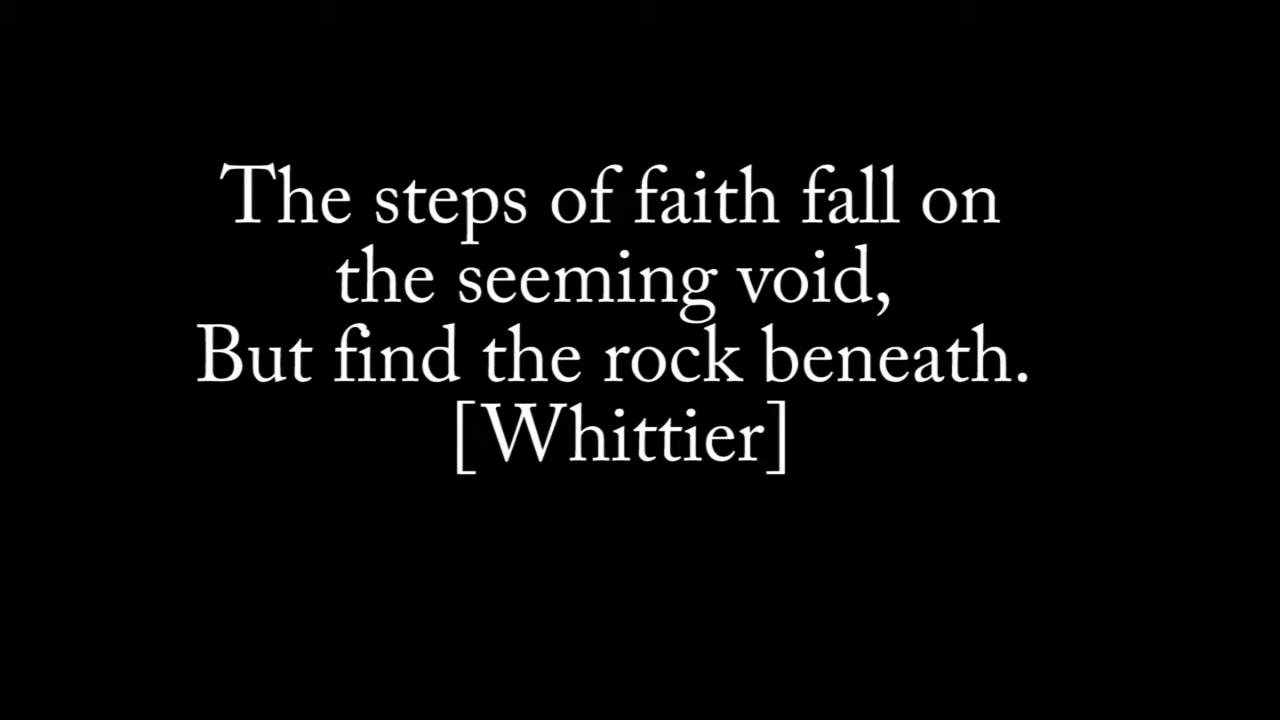 The steps of faith fall on
the seeming void,
But find the rock beneath.
[Whittier]